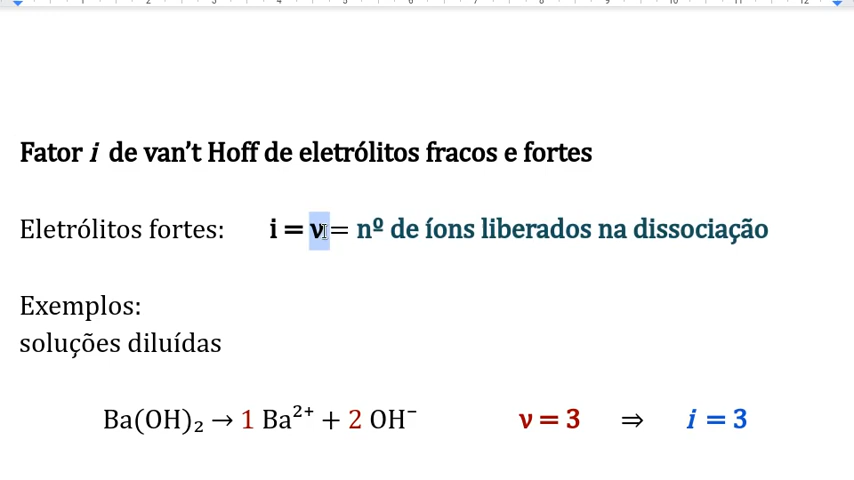 Fator i de van’t Hoff de eletrólitos fracos e fortes
Eletrólitos fortes: i = ν = nº de íons liberados na dissociação
Exemplos:
soluções diluídas
Ba(OH)₂ → 1 Ba²⁺ + 2 OH⁻ ν = 3 ⇒ i = 3